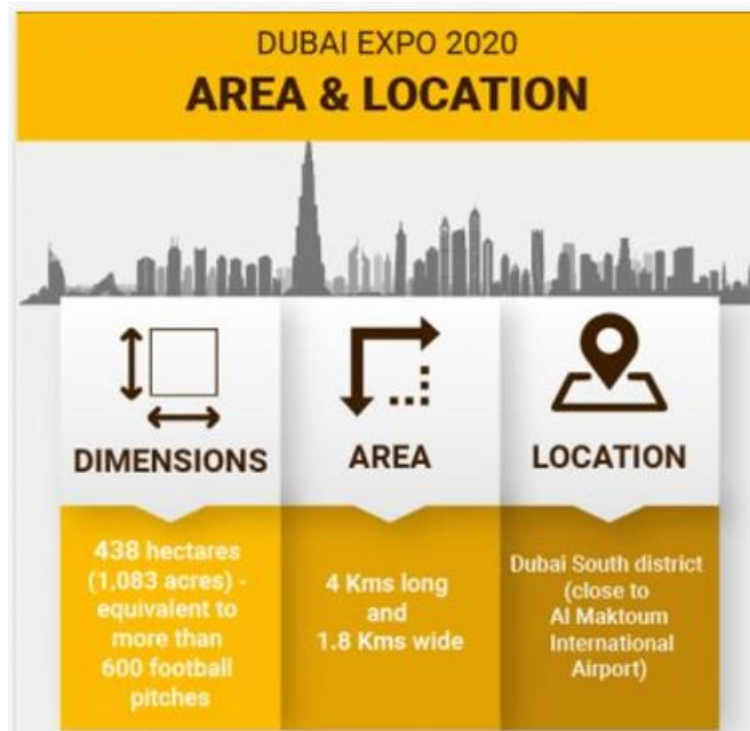 DUBAI EXPO 2020
AREA & LOCATION
DIMENSIONS
438 hectares
(1,083 acres) -
equivalent to
more than
600 football
pitches
AREA
4 Kms long
and
1.8 Kms wide
LOCATION
Dubai South district
(close to
Al Maktoum
International
Airport)